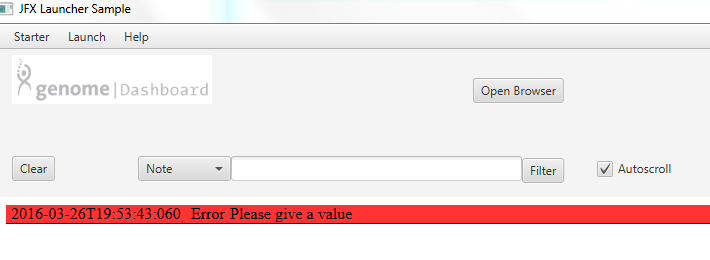 JFX Launcher Sample
Starter Launch Help
genome|Dashboard
Open Browser
Clear Note Filter Autoscroll
2016-03-26T19:53:43:060 Error Please give a value